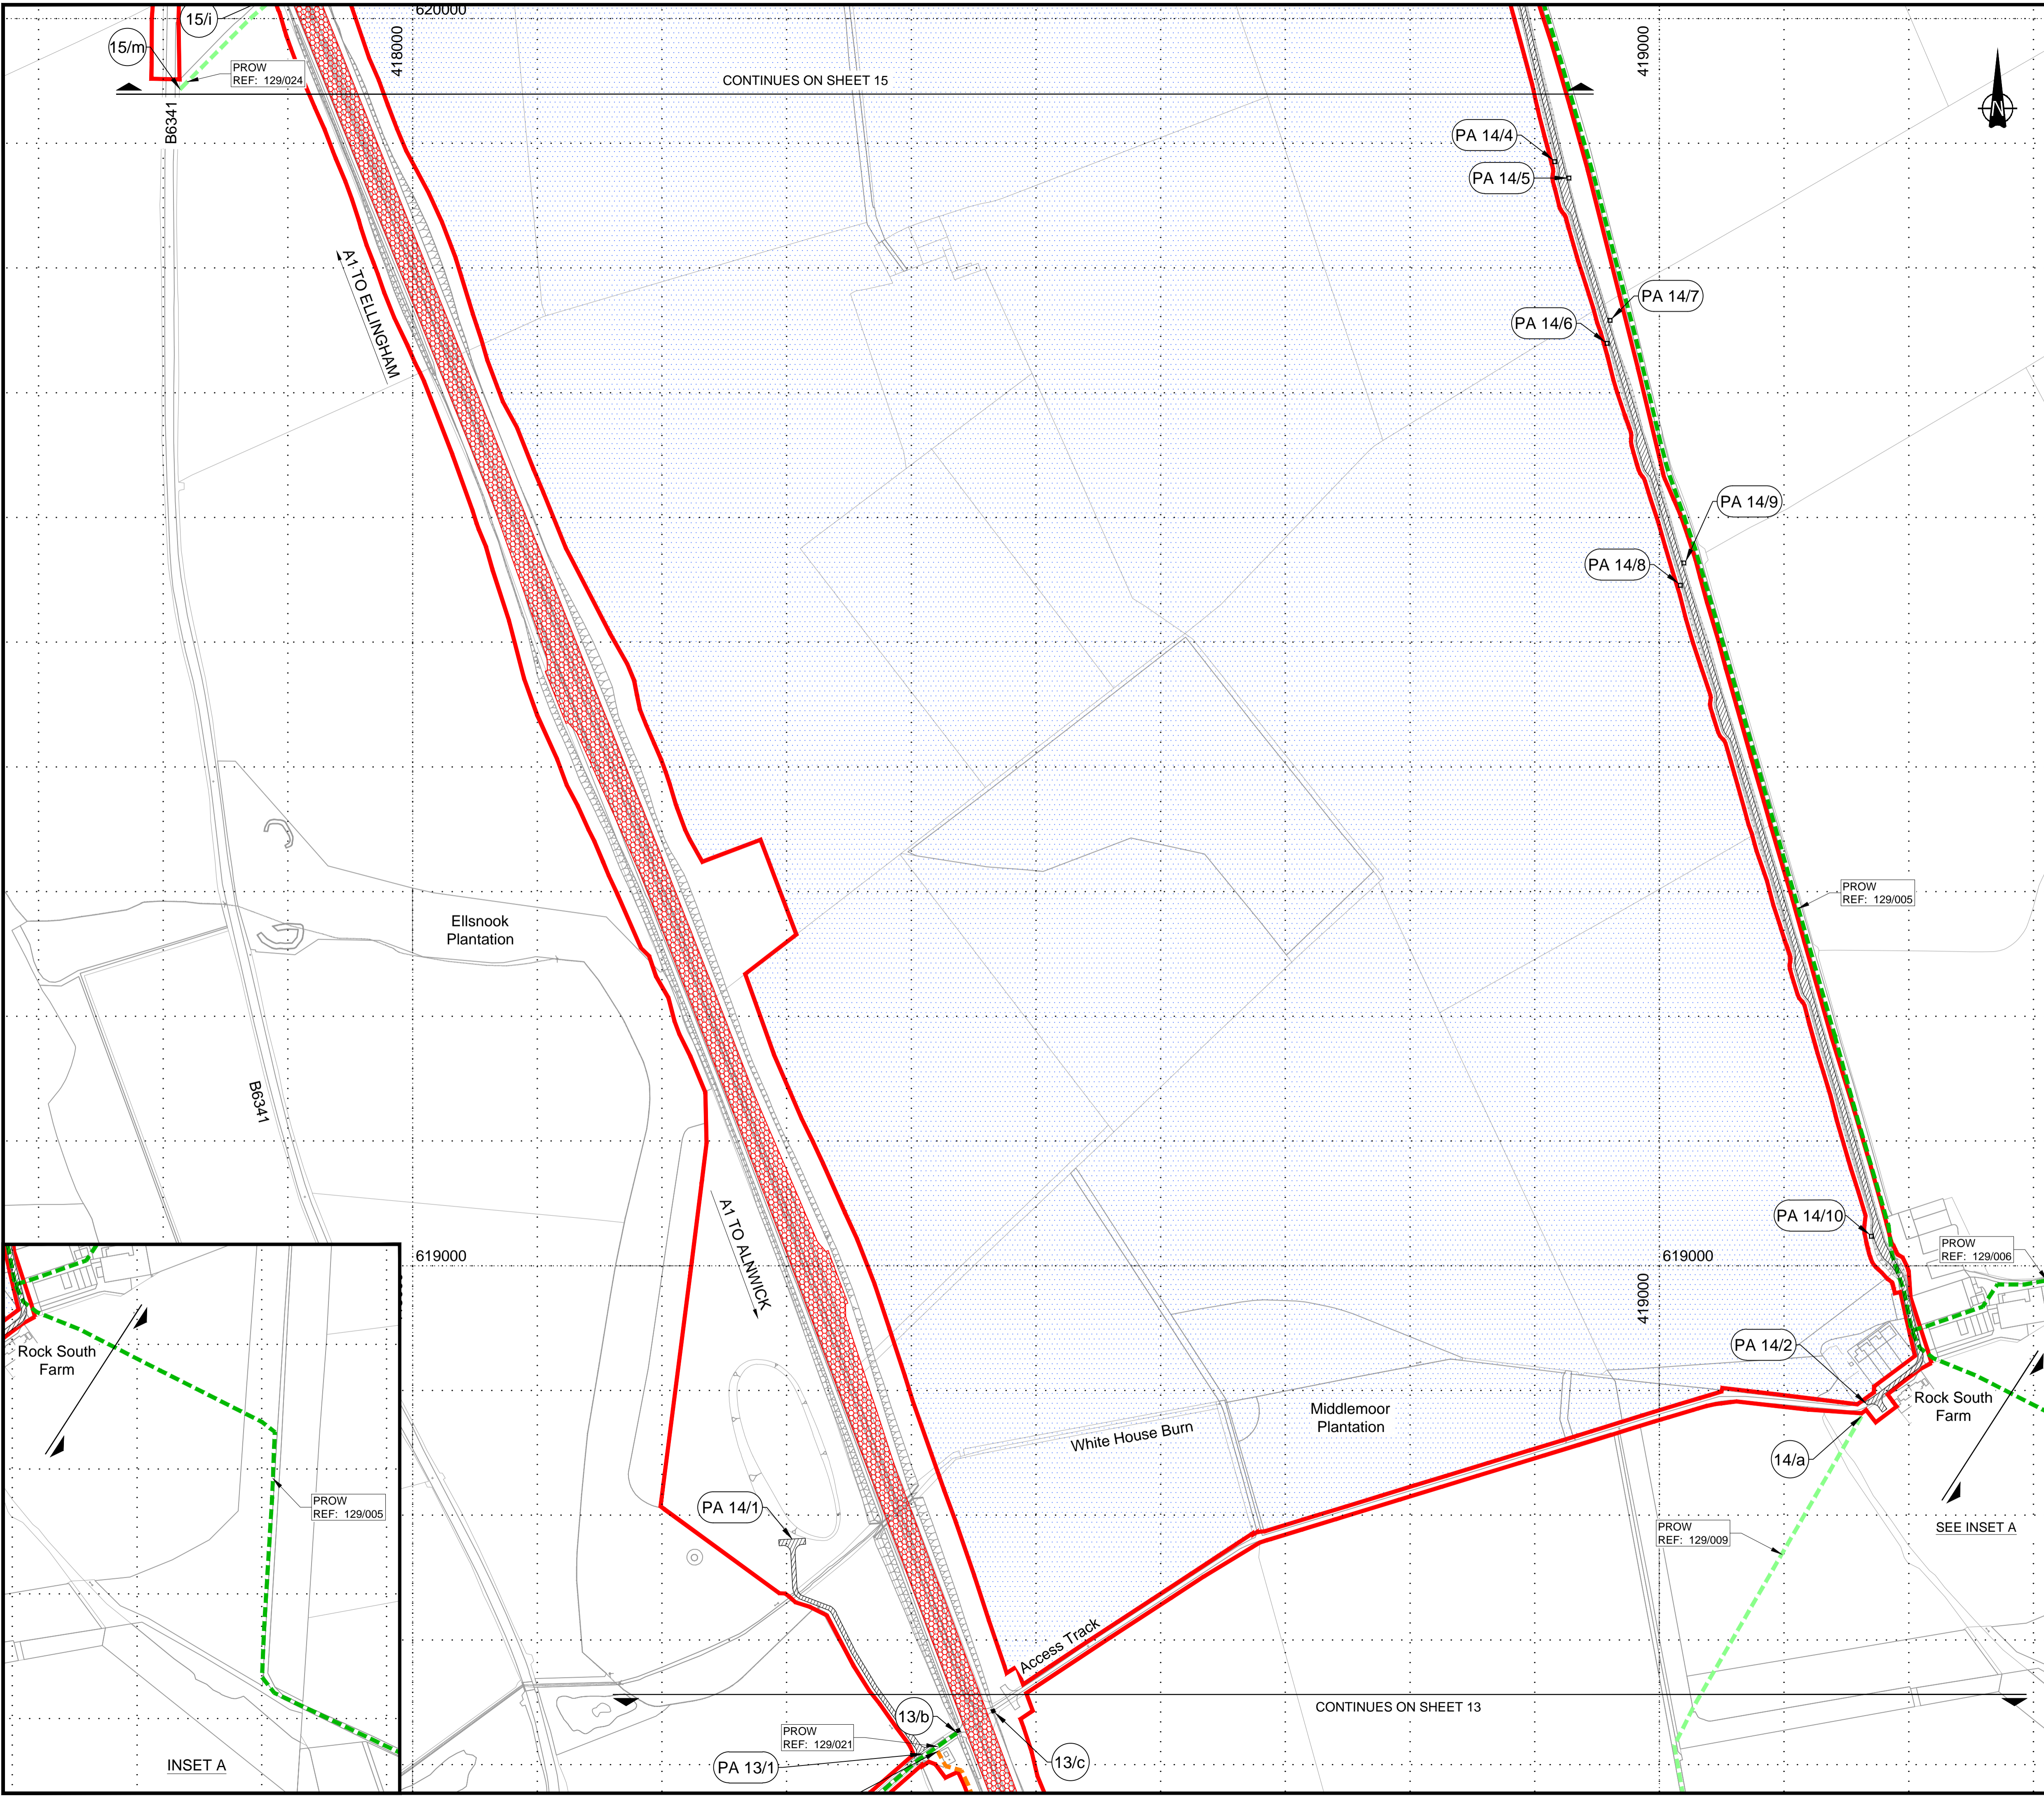 620000
15/i
15/m
418000
419000
PROW
REF: 129/024
CONTINUES ON SHEET 15
N
B6341
PA 14/4
PA 14/5
A1 TO ELLINGHAM
PA 14/7
PA 14/6
PA 14/9
PA 14/8
PROW
REF: 129/005
Ellsnook
Plantation
B6341
A1 TO ALNWICK
PA 14/10
PROW
REF: 129/006
619000
619000
419000
PA 14/2
Rock South
Farm
Rock South
Farm
Middlemoor
Plantation
White House Burn
14/a
PA 14/1
PROW
REF: 129/005
PROW
REF: 129/009
SEE INSET A
Access Track
CONTINUES ON SHEET 13
13/b
PROW
REF: 129/021
PA 13/1
13/c
INSET A